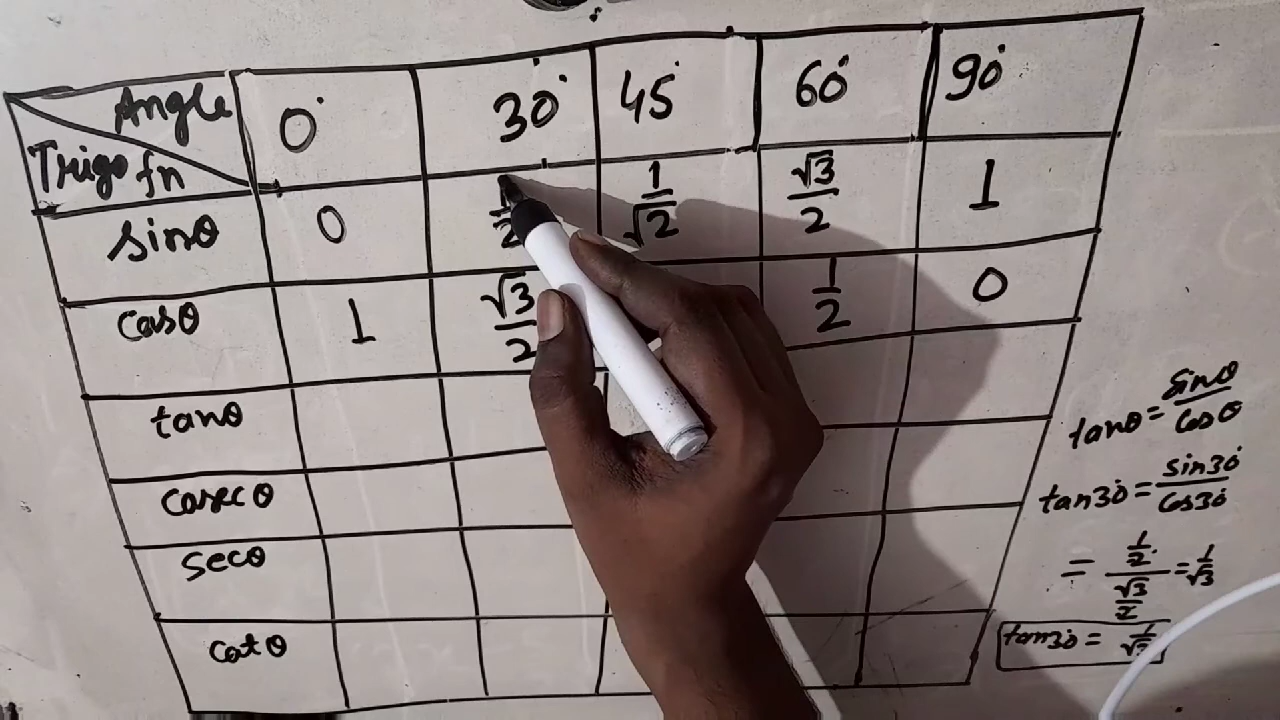 Angle 0° 30° 45° 60° 90°
Trigo fn
sinθ 0 1/2 1/√2 √3/2 1
cosθ 1 √3/2 1/2 0
tanθ
cosecθ
secθ
cotθ
tanθ = sinθ/cosθ
tan30° = sin30°/cos30°
= (1/2)/(√3/2) = 1/√3
tan30° =